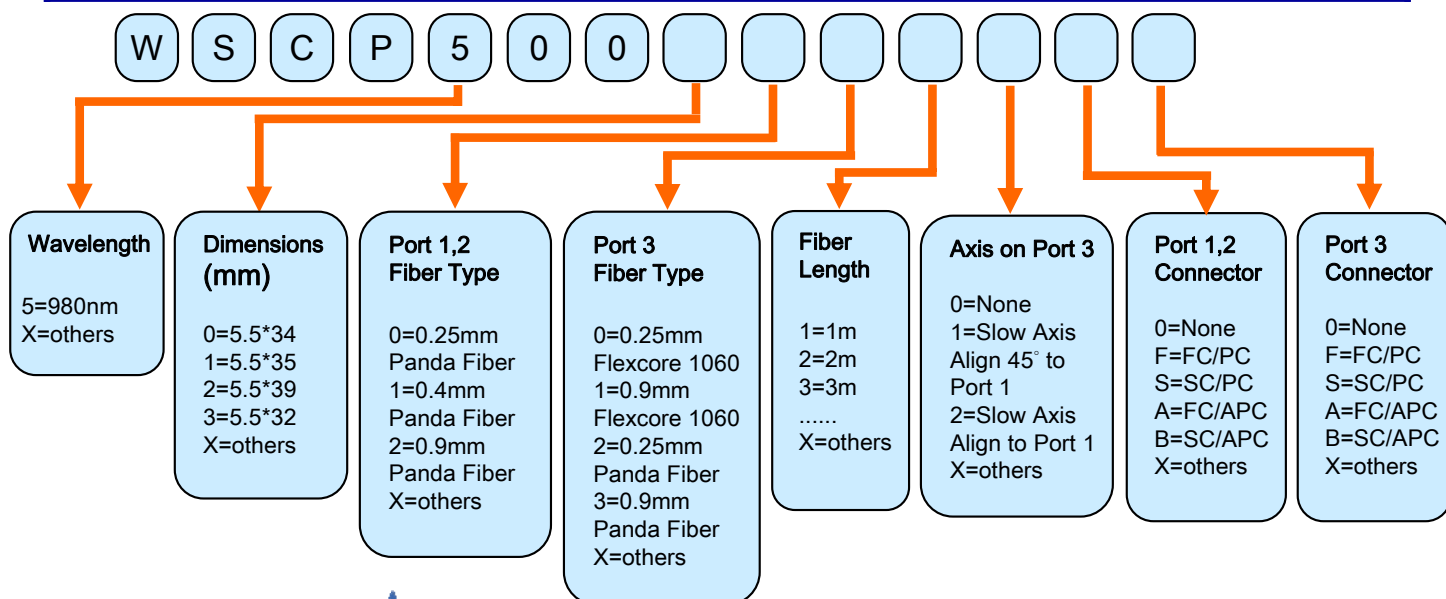 W S C P 5 0 0
Wavelength
5=980nm
X=others
Dimensions
(mm)
0=5.5*34
1=5.5*35
2=5.5*39
3=5.5*32
X=others
Port 1,2
Fiber Type
0=0.25mm
Panda Fiber
1=0.4mm
Panda Fiber
2=0.9mm
Panda Fiber
X=others
Port 3
Fiber Type
0=0.25mm
Flexcore 1060
1=0.9mm
Flexcore 1060
2=0.25mm
Panda Fiber
3=0.9mm
Panda Fiber
X=others
Fiber
Length
1=1m
2=2m
3=3m
......
X=others
Axis on Port 3
0=None
1=Slow Axis
Align 45° to
Port 1
2=Slow Axis
Align to Port 1
X=others
Port 1,2
Connector
0=None
F=FC/PC
S=SC/PC
A=FC/APC
B=SC/APC
X=others
Port 3
Connector
0=None
F=FC/PC
S=SC/PC
A=FC/APC
B=SC/APC
X=others